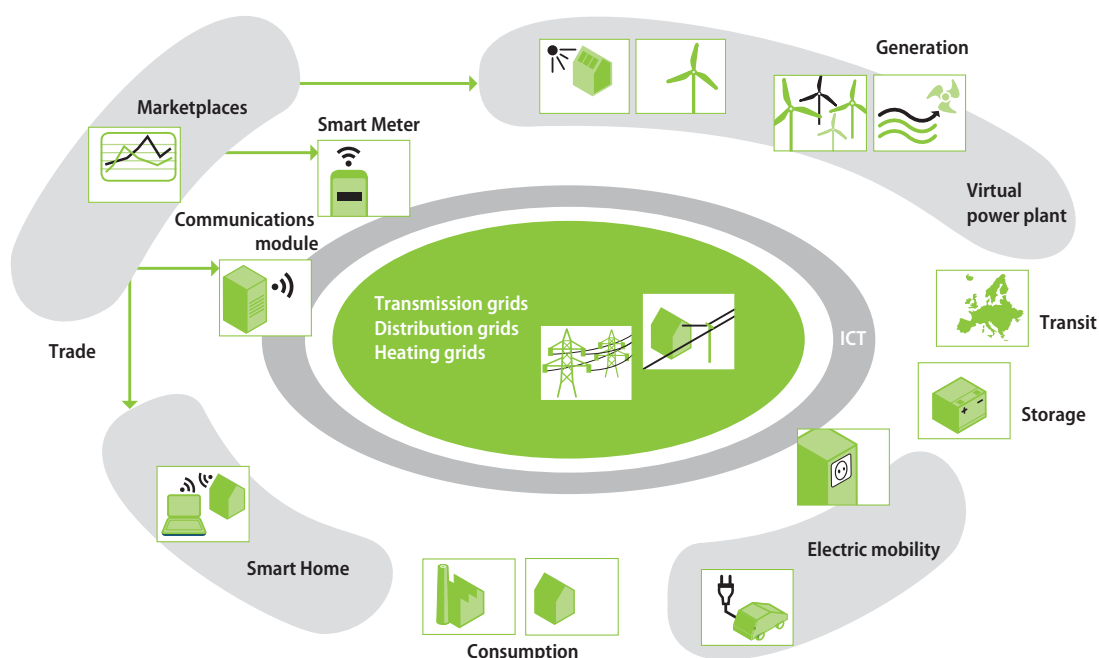 Generation
Marketplaces
Smart Meter
Virtual
power plant
Communications
module
Transmission grids
Distribution grids
Heating grids
ICT
Transit
Trade
Storage
Electric mobility
Smart Home
Consumption